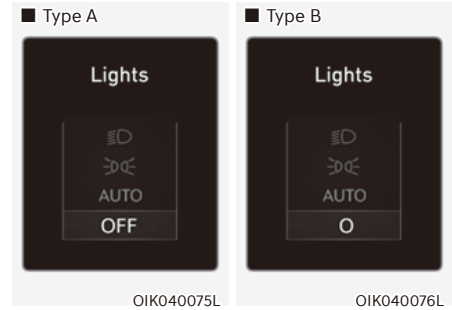 ■ Type A
Lights
AUTO
OFF
OIK040075L
■ Type B
Lights
AUTO
O
OIK040076L